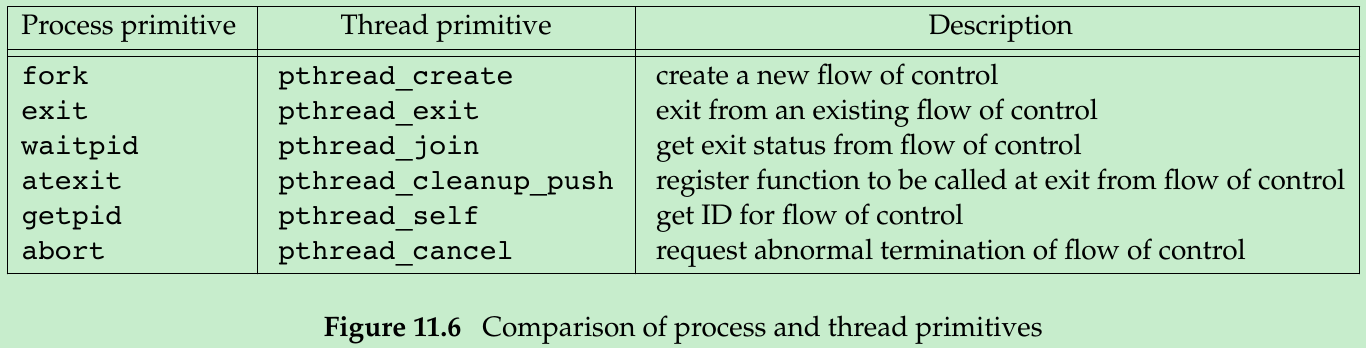 Process primitive Thread primitive Description
fork pthread_create create a new flow of control
exit pthread_exit exit from an existing flow of control
waitpid pthread_join get exit status from flow of control
atexit pthread_cleanup_push register function to be called at exit from flow of control
getpid pthread_self get ID for flow of control
abort pthread_cancel request abnormal termination of flow of control
Figure 11.6 Comparison of process and thread primitives